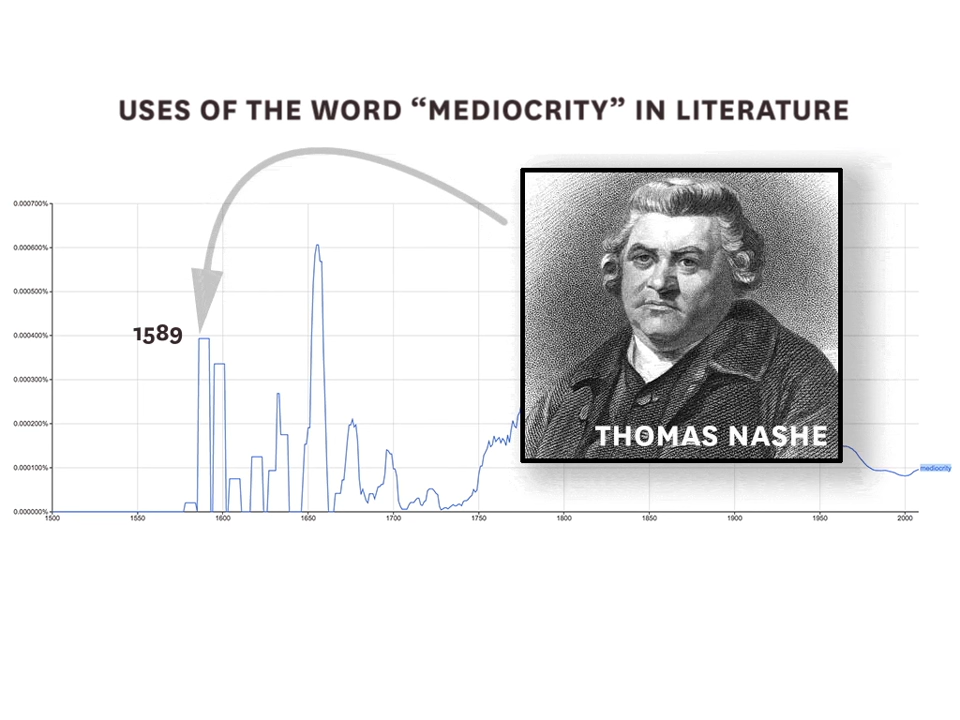 USES OF THE WORD “MEDIOCRITY” IN LITERATURE
0.000700%
0.000600%
0.000500%
0.000400%
1589
0.000300%
0.000200%
THOMAS NASHE
0.000100%
mediocrity
0.000000%
1500 1550 1600 1650 1700 1750 1800 1850 1900 1950 2000